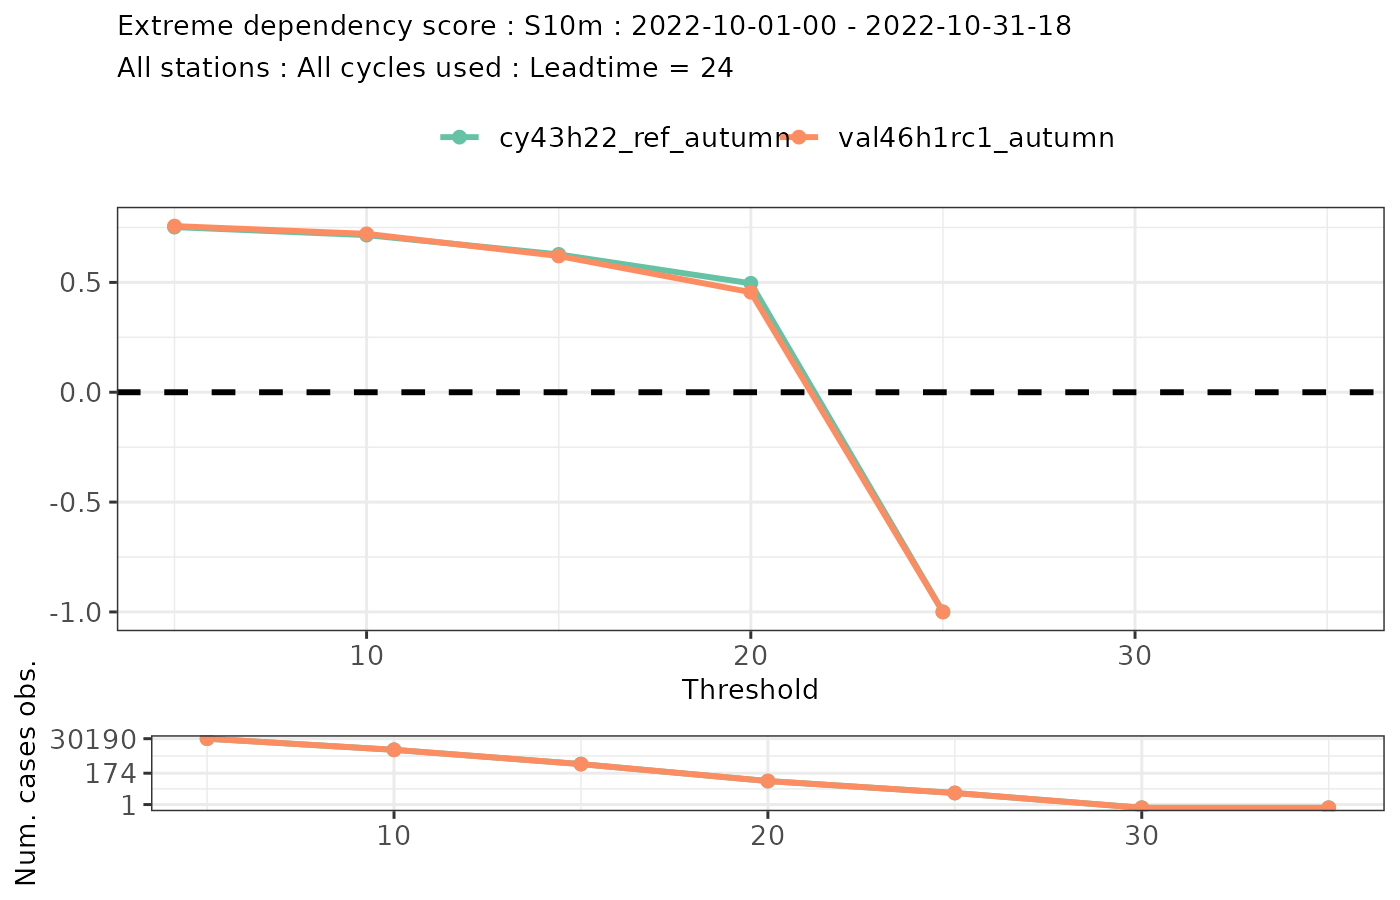 Extreme dependency score : S10m : 2022-10-01-00 - 2022-10-31-18
All stations : All cycles used : Leadtime = 24
cy43h22_ref_autumn val46h1rc1_autumn
0.5
0.0
-0.5
-1.0
10 20 30
Threshold
Num. cases obs.
30190
174
1
10 20 30